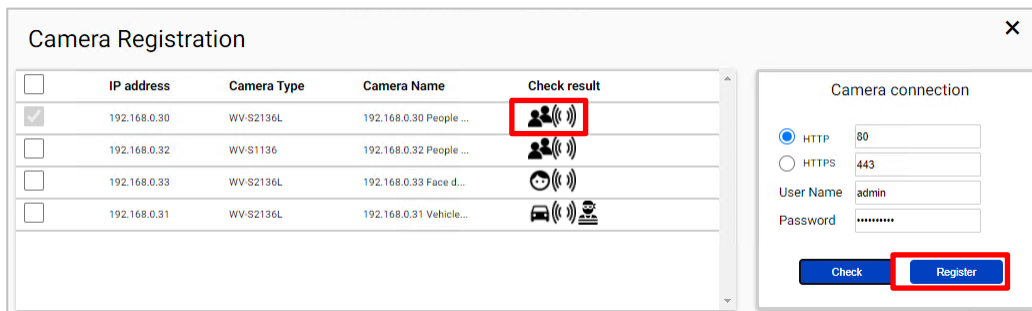 Camera Registration
IP address Camera Type Camera Name Check result
192.168.0.30 WV-S2136L 192.168.0.30 People ...
192.168.0.32 WV-S1136 192.168.0.32 People ...
192.168.0.33 WV-S2136L 192.168.0.33 Face d...
192.168.0.31 WV-S2136L 192.168.0.31 Vehicle...
Camera connection
HTTP 80
HTTPS 443
User Name admin
Password ••••••••••
Check Register